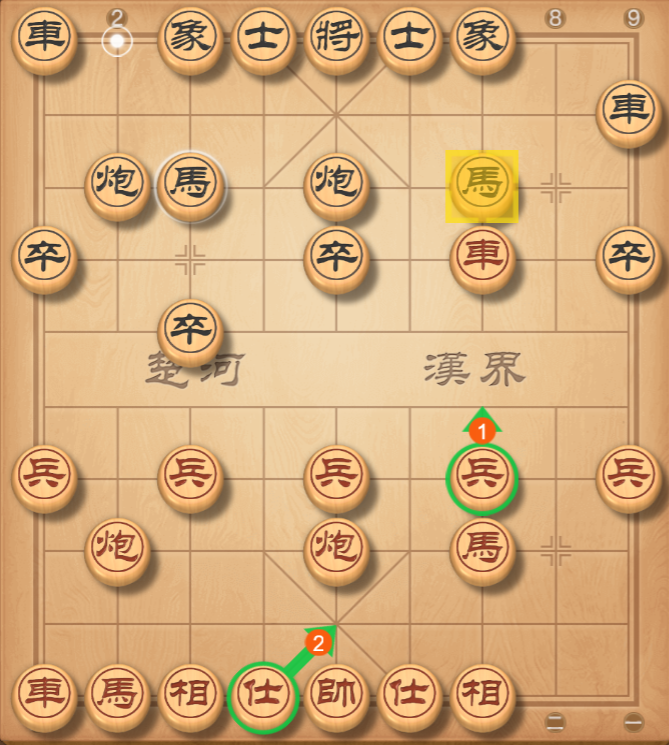 2 8 9
車 象 士 將 士 象
車
炮 馬 炮 馬
卒 卒 車 卒
卒
楚河 漢界
1
兵 兵 兵 兵 兵
炮 炮 馬
2
車 馬 相 仕 帥 仕 相
二 一